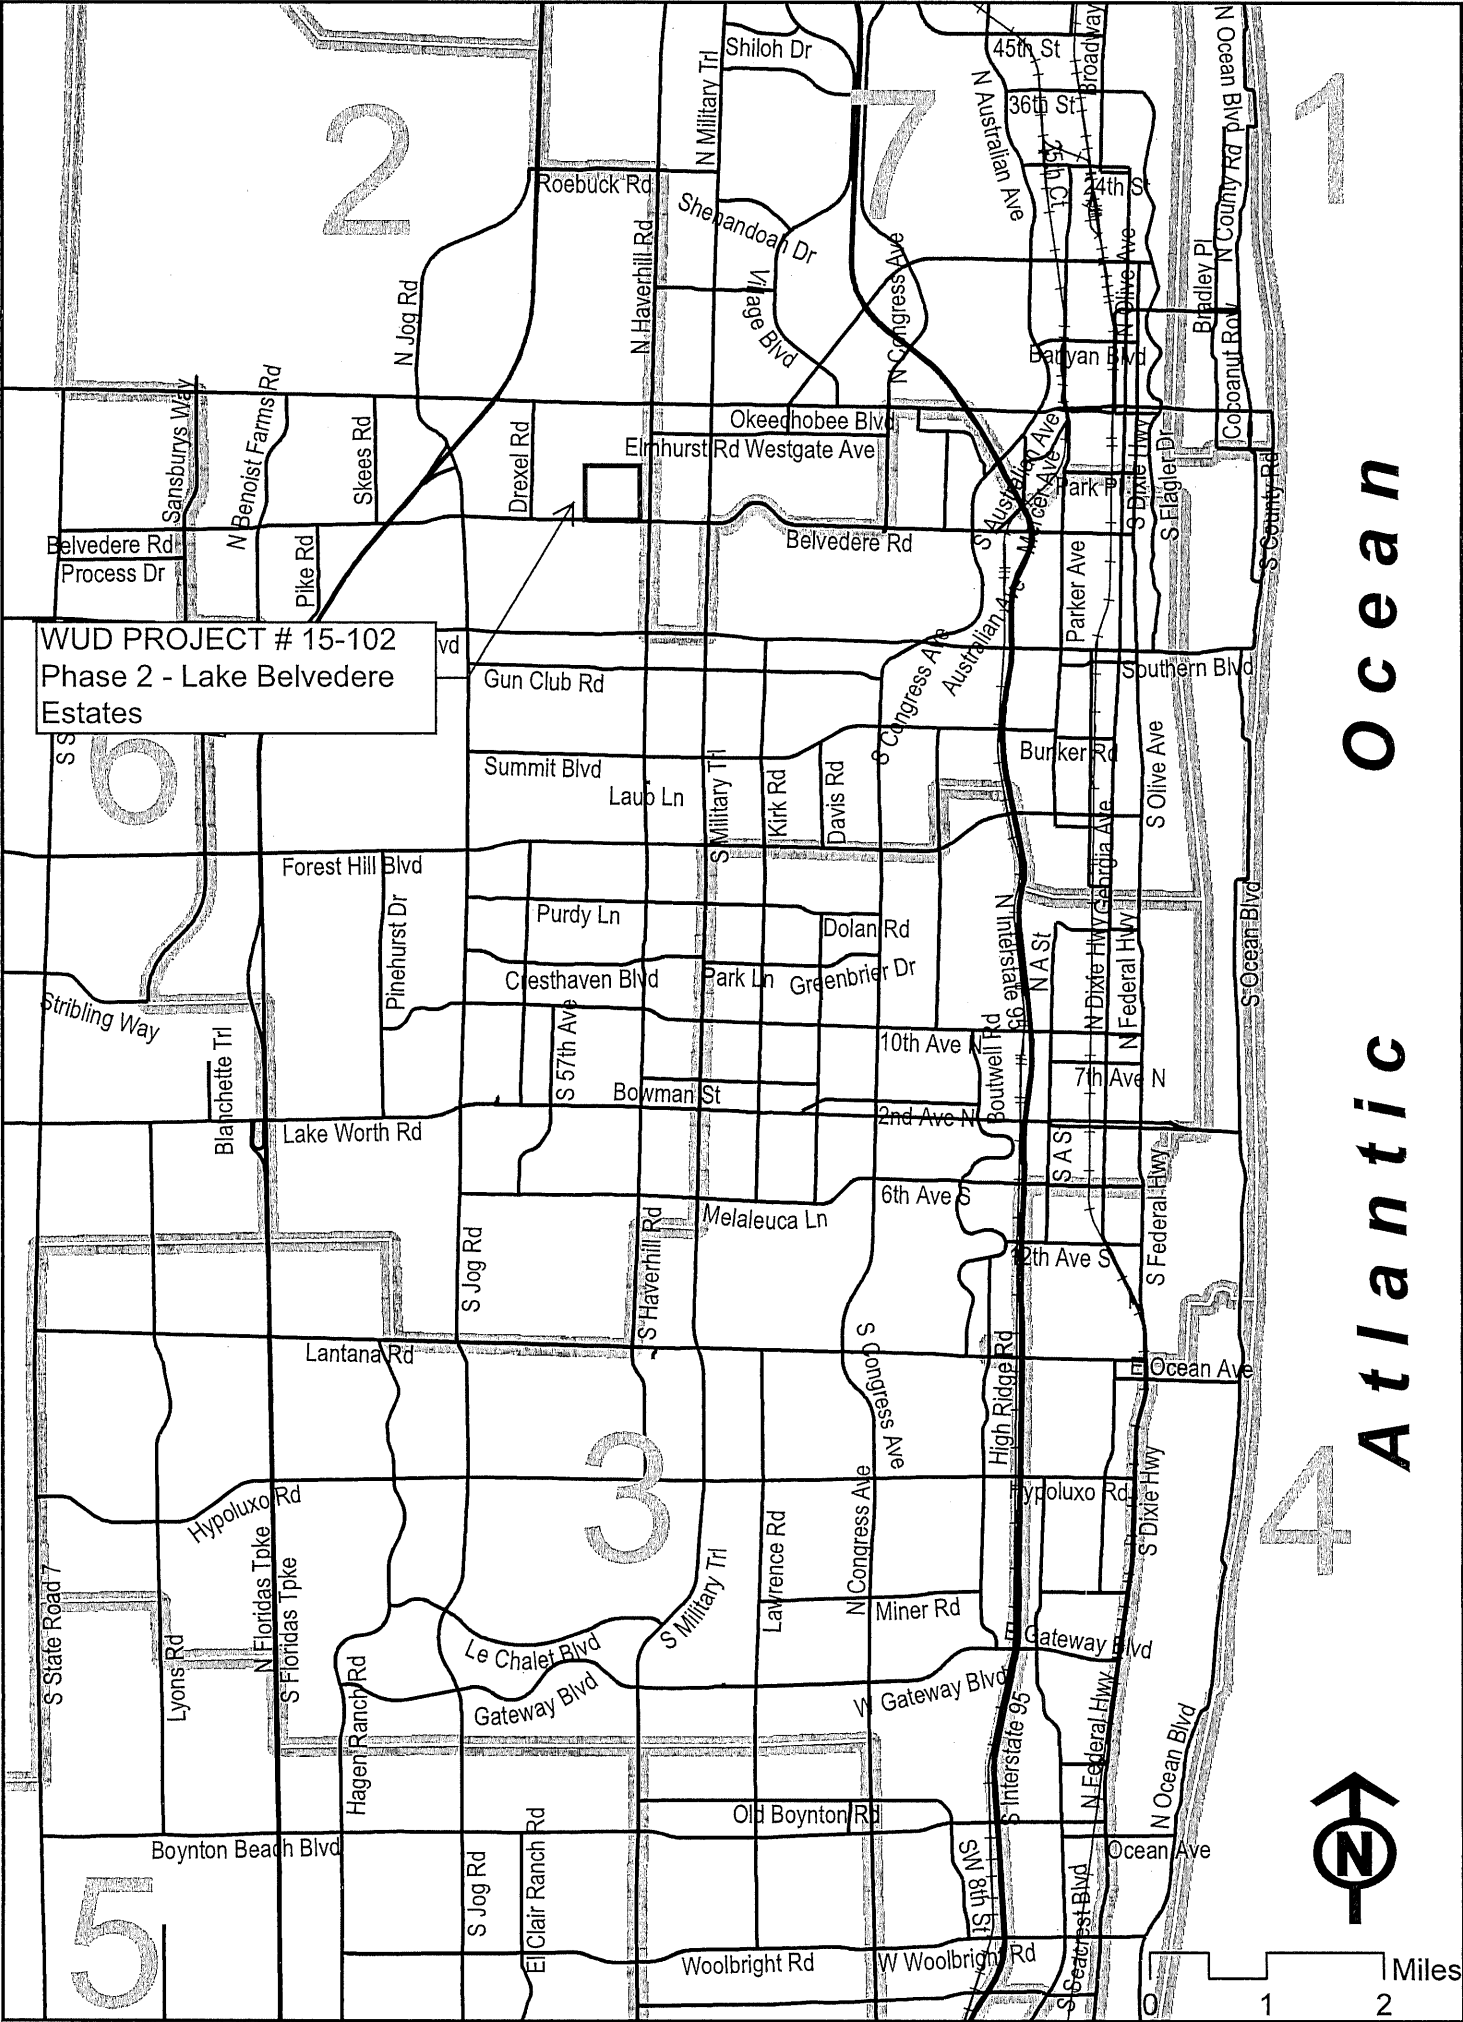 45th St
Broadway
N Ocean Blvd
Shiloh Dr
N Military Trl
N Australian Ave
36th St
1
2
7
25th Ct
24th St
N County Rd
Roebuck Rd
Shenandoah Dr
N Haverhill Rd
N Jog Rd
Village Blvd
N Congress Ave
N Olive Ave
Bradley Pl
Banyan Blvd
Cocoanut Row
Sansburys Way
N Benoist Farms Rd
Skees Rd
Drexel Rd
Okeechobee Blvd
Elmhurst Rd
Westgate Ave
S Australian Ave
Mercer Ave
Park Pl
S Dixie Hwy
S Flagler Dr
S County Rd
Belvedere Rd
Process Dr
Pike Rd
Belvedere Rd
Parker Ave
Australian Ave
WUD PROJECT # 15-102
Phase 2 - Lake Belvedere
Estates
vd
Gun Club Rd
S Congress Ave
Southern Blvd
S S
6
Summit Blvd
Laub Ln
S Military Trl
Kirk Rd
Davis Rd
Bunker Rd
S Olive Ave
Georgia Ave
Forest Hill Blvd
Pinehurst Dr
Purdy Ln
Dolan Rd
N Interstate 95
N A St
N Dixie Hwy
N Federal Hwy
S Ocean Blvd
Cresthaven Blvd
Park Ln
Greenbrier Dr
Stribling Way
Blanchette Trl
S 57th Ave
10th Ave N
Boutwell Rd
7th Ave N
Bowman St
2nd Ave N
Lake Worth Rd
S A St
6th Ave S
Melaleuca Ln
S Jog Rd
S Haverhill Rd
12th Ave S
S Federal Hwy
Lantana Rd
S Congress Ave
High Ridge Rd
E Ocean Ave
3
4
Hypoluxo Rd
Hypoluxo Rd
S Dixie Hwy
S State Road 7
Lyons Rd
N Floridas Tpke
S Floridas Tpke
Lawrence Rd
N Congress Ave
S Military Trl
Miner Rd
Le Chalet Blvd
E Gateway Blvd
Hagen Ranch Rd
Gateway Blvd
W Gateway Blvd
S Interstate 95
N Federal Hwy
N Ocean Blvd
Old Boynton Rd
Boynton Beach Blvd
Ocean Ave
5
S Jog Rd
El Clair Ranch Rd
SW 8th St
S Seacrest Blvd
Woolbright Rd
W Woolbright Rd
Atlantic Ocean
N
Miles
0 1 2